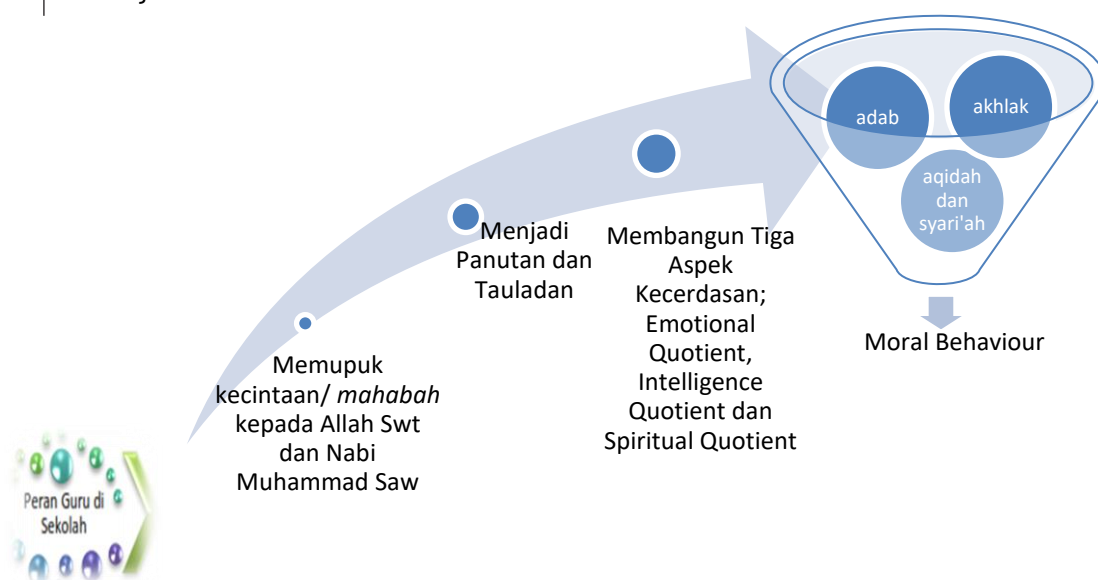 Peran Guru di
Sekolah
Memupuk
kecintaan/ mahabah
kepada Allah Swt
dan Nabi
Muhammad Saw
Menjadi
Panutan dan
Tauladan
Membangun Tiga
Aspek
Kecerdasan;
Emotional
Quotient,
Intelligence
Quotient dan
Spiritual Quotient
adab
akhlak
aqidah
dan
syari'ah
Moral Behaviour